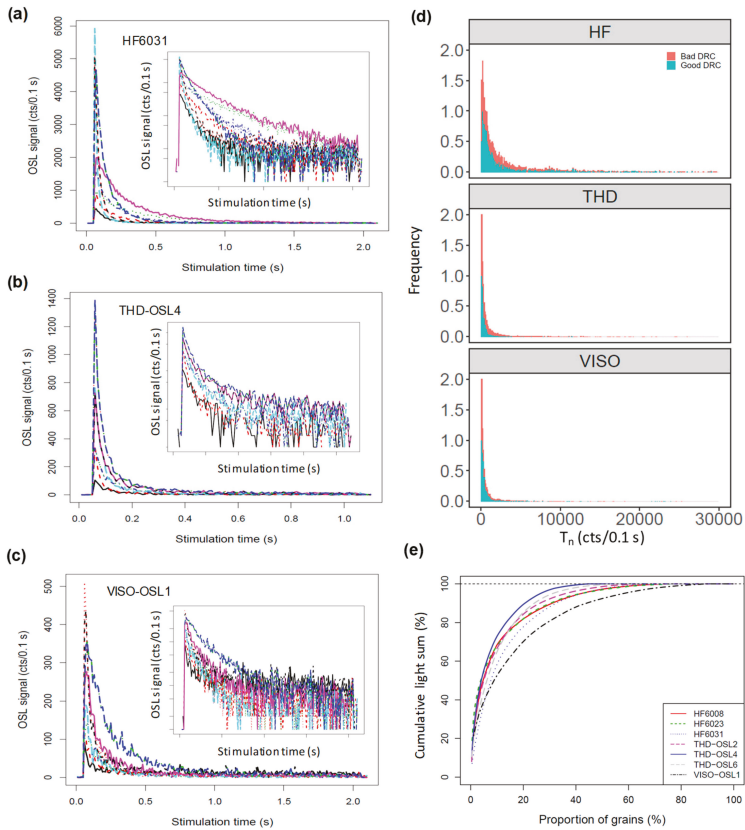 (a)
HF6031
OSL signal (cts/0.1 s)
6000
5000
4000
3000
2000
1000
0
0.0 0.5 1.0 1.5 2.0
Stimulation time (s)
OSL signal (cts/0.1 s)
Stimulation time (s)
(b)
THD-OSL4
OSL signal (cts/0.1 s)
1400
1200
1000
800
600
400
200
0
0.0 0.2 0.4 0.6 0.8 1.0
Stimulation time (s)
OSL signal (cts/0.1 s)
Stimulation time (s)
(c)
VISO-OSL1
OSL signal (cts/0.1 s)
500
400
300
200
100
0
0.0 0.5 1.0 1.5 2.0
Stimulation time (s)
OSL signal (cts/0.1 s)
Stimulation time (s)
(d)
HF
Bad DRC
Good DRC
2.0
1.5
1.0
0.5
0.0
THD
2.0
1.5
1.0
0.5
0.0
Frequency
VISO
2.0
1.5
1.0
0.5
0.0
0 10000 20000 30000
Tn (cts/0.1 s)
(e)
Cumulative light sum (%)
100
80
60
40
20
0
HF6008
HF6023
HF6031
THD-OSL2
THD-OSL4
THD-OSL6
VISO-OSL1
0 20 40 60 80 100
Proportion of grains (%)